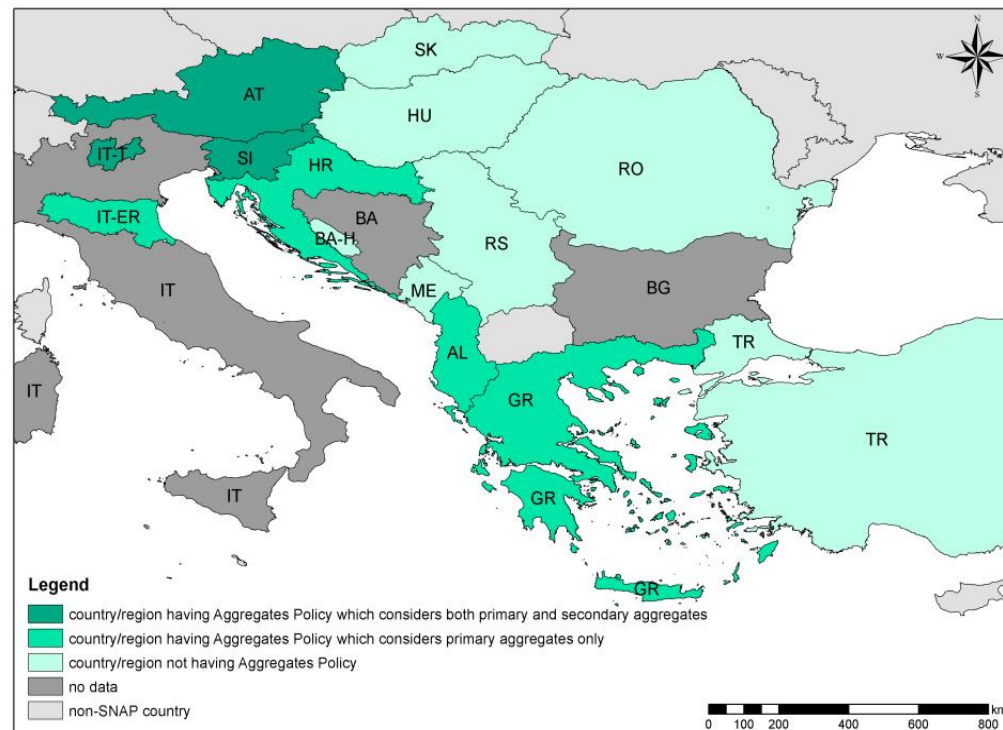 N
W
E
S
SK
AT
HU
IT-T
SI
HR
RO
IT-ER
BA
BA-H
RS
IT
ME
BG
AL
TR
IT
GR
TR
IT
GR
GR
Legend
country/region having Aggregates Policy which considers both primary and secondary aggregates
country/region having Aggregates Policy which considers primary aggregates only
country/region not having Aggregates Policy
no data
non-SNAP country
km
0 100 200 400 600 800